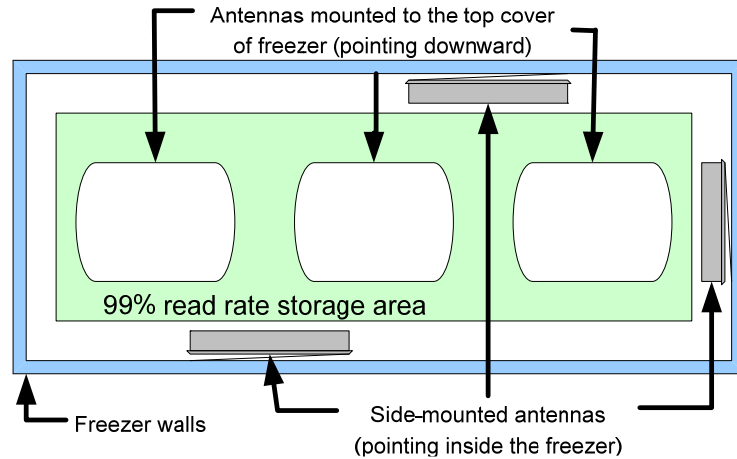 Antennas mounted to the top cover
of freezer (pointing downward)
99% read rate storage area
Freezer walls
Side-mounted antennas
(pointing inside the freezer)